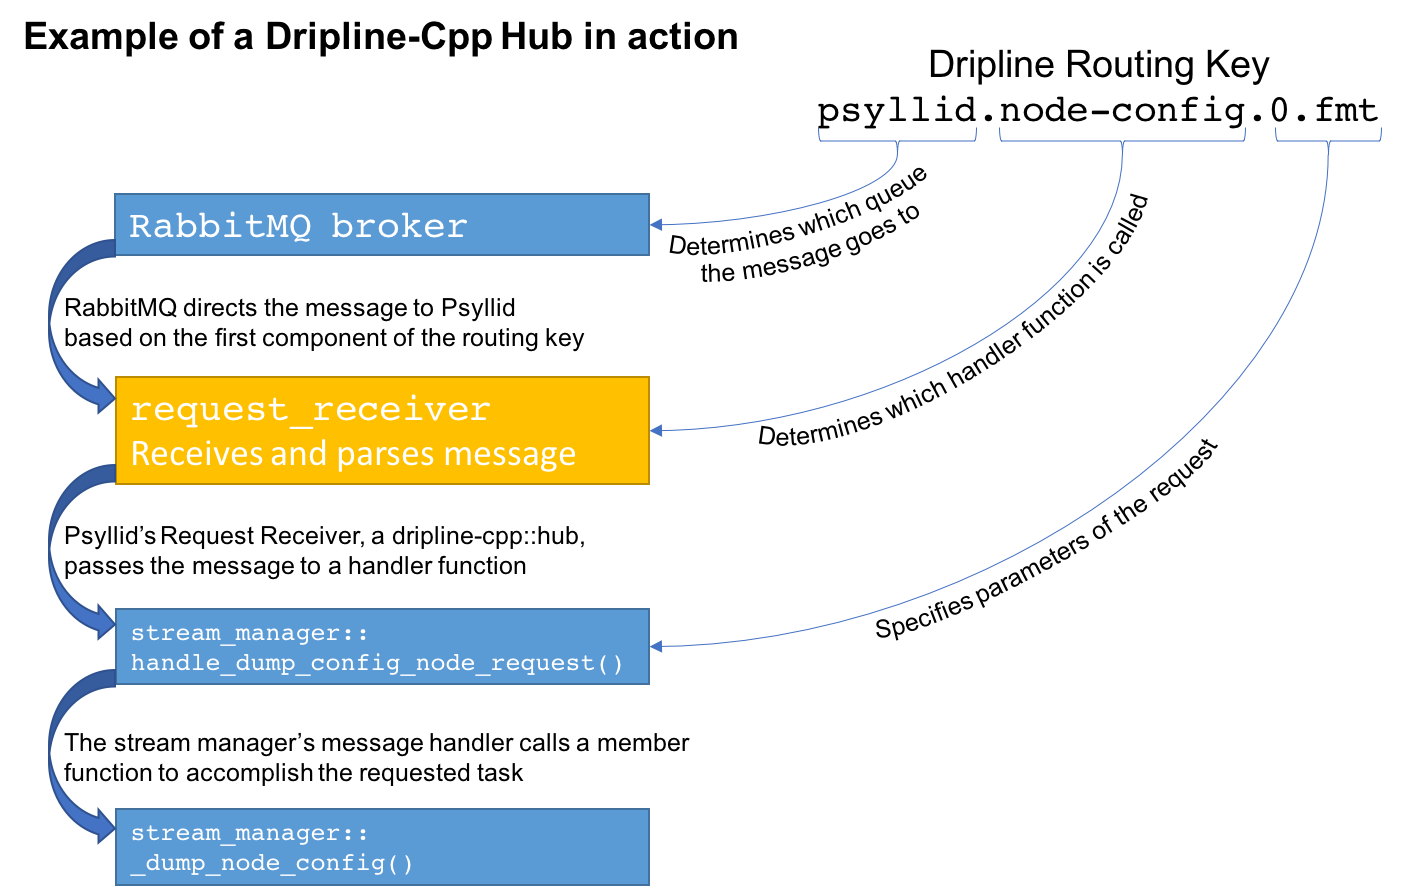 Example of a Dripline-Cpp Hub in action
Dripline Routing Key
psyllid.node-config.0.fmt
Determines which queue
the message goes to
Determines which handler function is called
Specifies parameters of the request
RabbitMQ broker
RabbitMQ directs the message to Psyllid
based on the first component of the routing key
request_receiver
Receives and parses message
Psyllid’s Request Receiver, a dripline-cpp::hub,
passes the message to a handler function
stream_manager::
handle_dump_config_node_request()
The stream manager’s message handler calls a member
function to accomplish the requested task
stream_manager::
_dump_node_config()